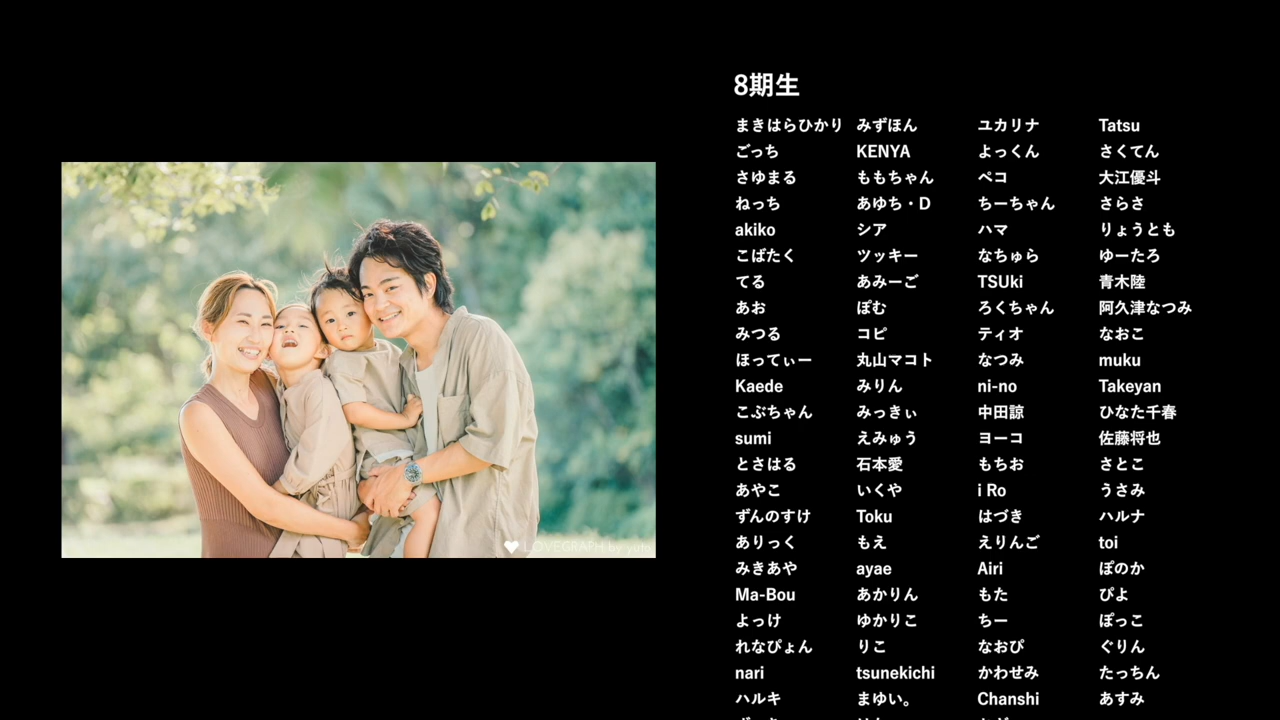 8期生
まきはらひかり みずほん ユカリナ Tatsu
ごっち KENYA よっくん さくてん
さゆまる ももちゃん ペコ 大江優斗
ねっち あゆち・D ちーちゃん さらさ
akiko シア ハマ りょうとも
こばたく ツッキー なちゅら ゆーたろ
てる あみーご TSUki 青木陸
あお ぽむ ろくちゃん 阿久津なつみ
みつる コピ ティオ なおこ
ほってぃー 丸山マコト なつみ muku
Kaede みりん ni-no Takeyan
こぶちゃん みっきぃ 中田諒 ひなた千春
sumi えみゅう ヨーコ 佐藤将也
とさはる 石本愛 もちお さとこ
あやこ いくや i Ro うさみ
ずんのすけ Toku はづき ハルナ
ありっく もえ えりんご toi
みきあや ayae Airi ぽのか
Ma-Bou あかりん もた ぴよ
よっけ ゆかりこ ちー ぽっこ
れなぴょん りこ なおぴ ぐりん
nari tsunekichi かわせみ たっちん
ハルキ まゆい。 Chanshi あすみ
LOVEGRAPH by